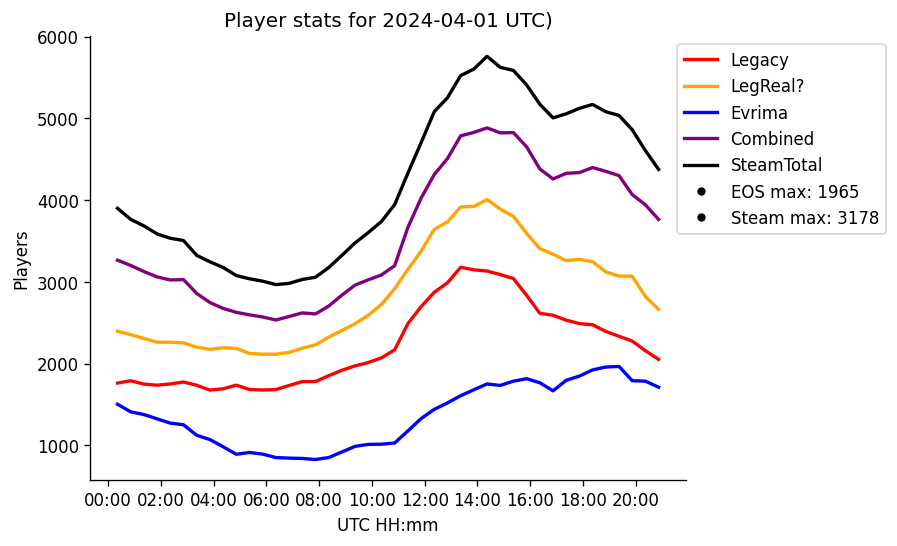 Player stats for 2024-04-01 UTC)
6000
5000
4000
3000
2000
1000
Players
00:00 02:00 04:00 06:00 08:00 10:00 12:00 14:00 16:00 18:00 20:00
UTC HH:mm
Legacy
LegReal?
Evrima
Combined
SteamTotal
EOS max: 1965
Steam max: 3178